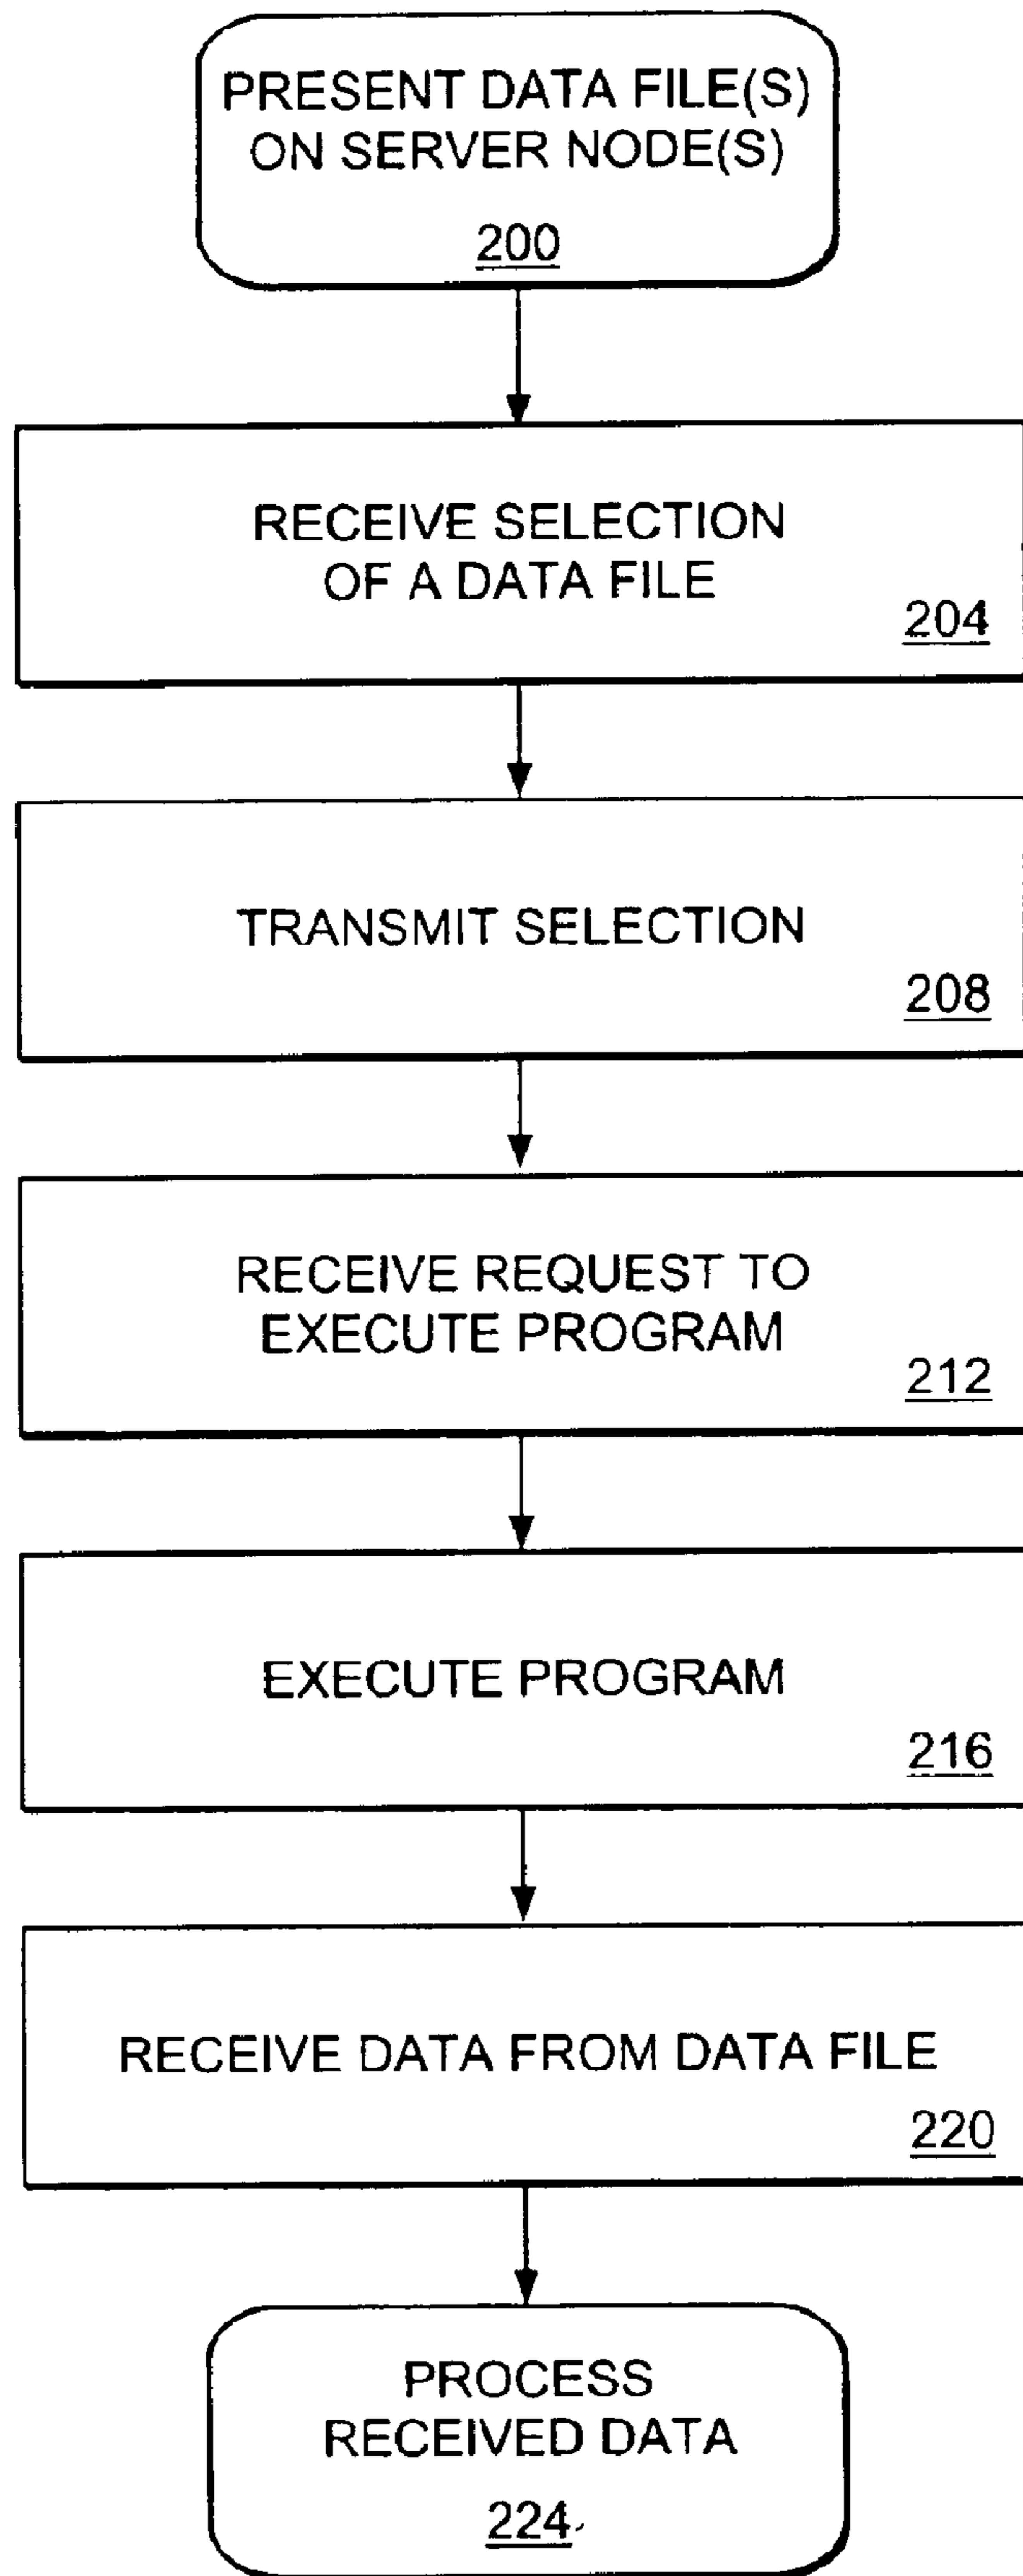 PRESENT DATA FILE(S)
ON SERVER NODE(S)
200
RECEIVE SELECTION
OF A DATA FILE
204
TRANSMIT SELECTION
208
RECEIVE REQUEST TO
EXECUTE PROGRAM
212
EXECUTE PROGRAM
216
RECEIVE DATA FROM DATA FILE
220
PROCESS
RECEIVED DATA
224